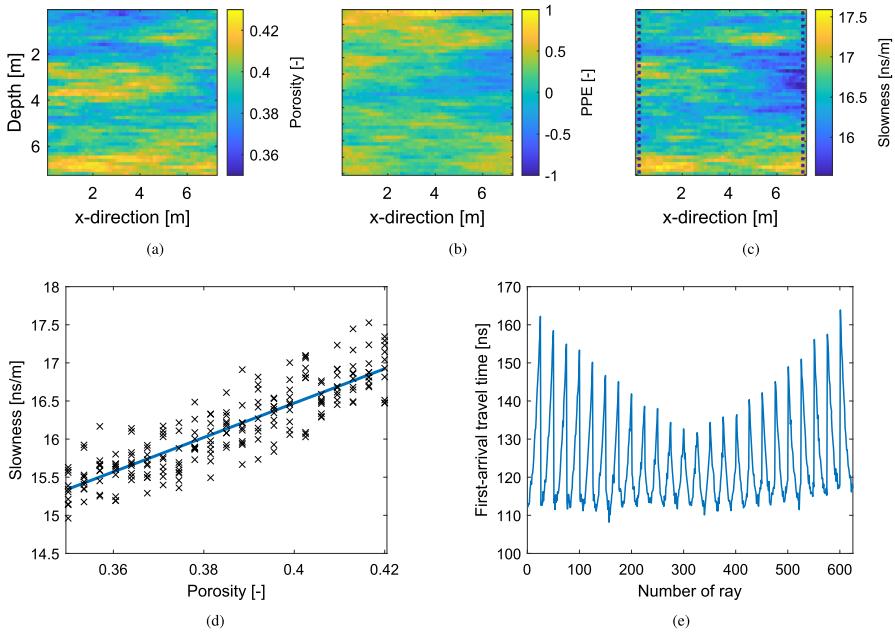 0.42
0.4
0.38
0.36
Porosity [-]
2
4
6
Depth [m]
2 4 6
x-direction [m]
(a)
1
0.5
0
-0.5
-1
PPE [-]
2 4 6
x-direction [m]
(b)
17.5
17
16.5
16
Slowness [ns/m]
2 4 6
x-direction [m]
(c)
18
17.5
17
16.5
16
15.5
15
14.5
Slowness [ns/m]
0.36 0.38 0.4 0.42
Porosity [-]
(d)
170
160
150
140
130
120
110
100
First-arrival travel time [ns]
0 100 200 300 400 500 600
Number of ray
(e)